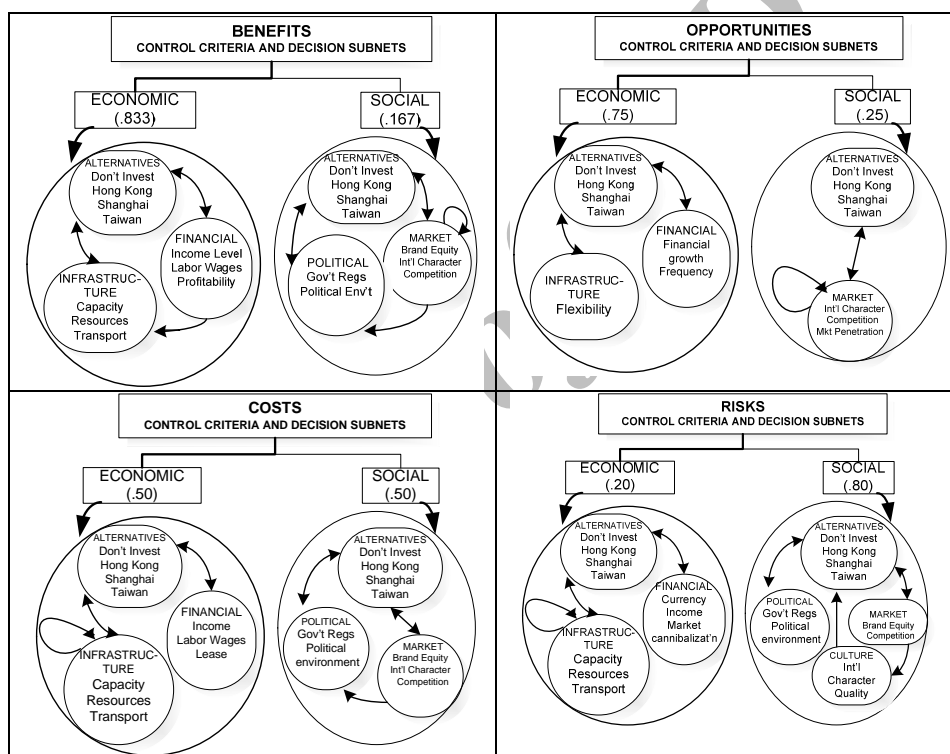 BENEFITS
CONTROL CRITERIA AND DECISION SUBNETS
ECONOMIC
(.833)
SOCIAL
(.167)
ALTERNATIVES
Don't Invest
Hong Kong
Shanghai
Taiwan
FINANCIAL
Income Level
Labor Wages
Profitability
INFRASTRUC-
TURE
Capacity
Resources
Transport
ALTERNATIVES
Don't Invest
Hong Kong
Shanghai
Taiwan
MARKET
Brand Equity
Int'l Character
Competition
POLITICAL
Gov't Regs
Political Env't
OPPORTUNITIES
CONTROL CRITERIA AND DECISION SUBNETS
ECONOMIC
(.75)
SOCIAL
(.25)
ALTERNATIVES
Don't Invest
Hong Kong
Shanghai
Taiwan
FINANCIAL
Financial
growth
Frequency
INFRASTRUC-
TURE
Flexibility
ALTERNATIVES
Don't Invest
Hong Kong
Shanghai
Taiwan
MARKET
Int'l Character
Competition
Mkt Penetration
COSTS
CONTROL CRITERIA AND DECISION SUBNETS
ECONOMIC
(.50)
SOCIAL
(.50)
ALTERNATIVES
Don't Invest
Hong Kong
Shanghai
Taiwan
FINANCIAL
Income
Labor Wages
Lease
INFRASTRUC-
TURE
Capacity
Resources
Transport
ALTERNATIVES
Don't Invest
Hong Kong
Shanghai
Taiwan
POLITICAL
Gov't Regs
Political
environment
MARKET
Brand Equity
Int'l Character
Competition
RISKS
CONTROL CRITERIA AND DECISION SUBNETS
ECONOMIC
(.20)
SOCIAL
(.80)
ALTERNATIVES
Don't Invest
Hong Kong
Shanghai
Taiwan
FINANCIAL
Currency
Income
Market
cannibalizat'n
INFRASTRUC-
TURE
Capacity
Resources
Transport
ALTERNATIVES
Don't Invest
Hong Kong
Shanghai
Taiwan
POLITICAL
Gov't Regs
Political
environment
MARKET
Brand Equity
Competition
CULTURE
Int'l
Character
Quality